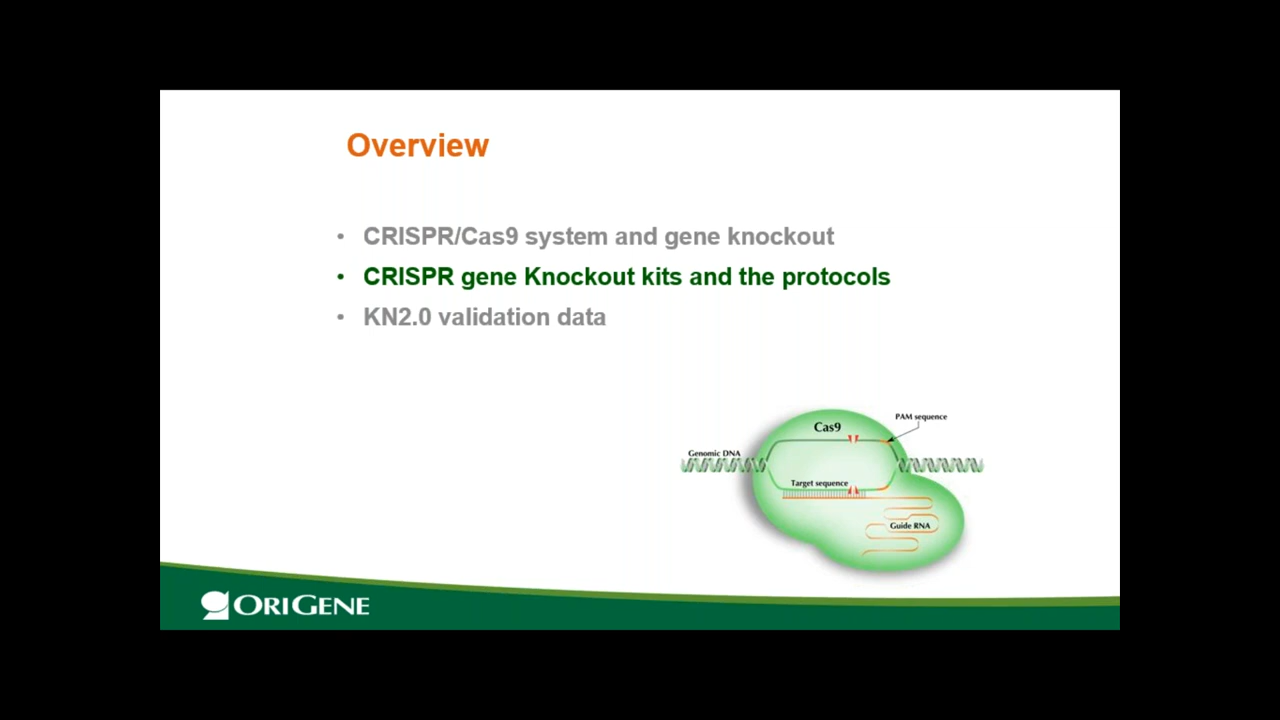 Overview
• CRISPR/Cas9 system and gene knockout
• CRISPR gene Knockout kits and the protocols
• KN2.0 validation data
PAM sequence
Cas9
Genomic DNA
Target sequence
Guide RNA
ORIGENE